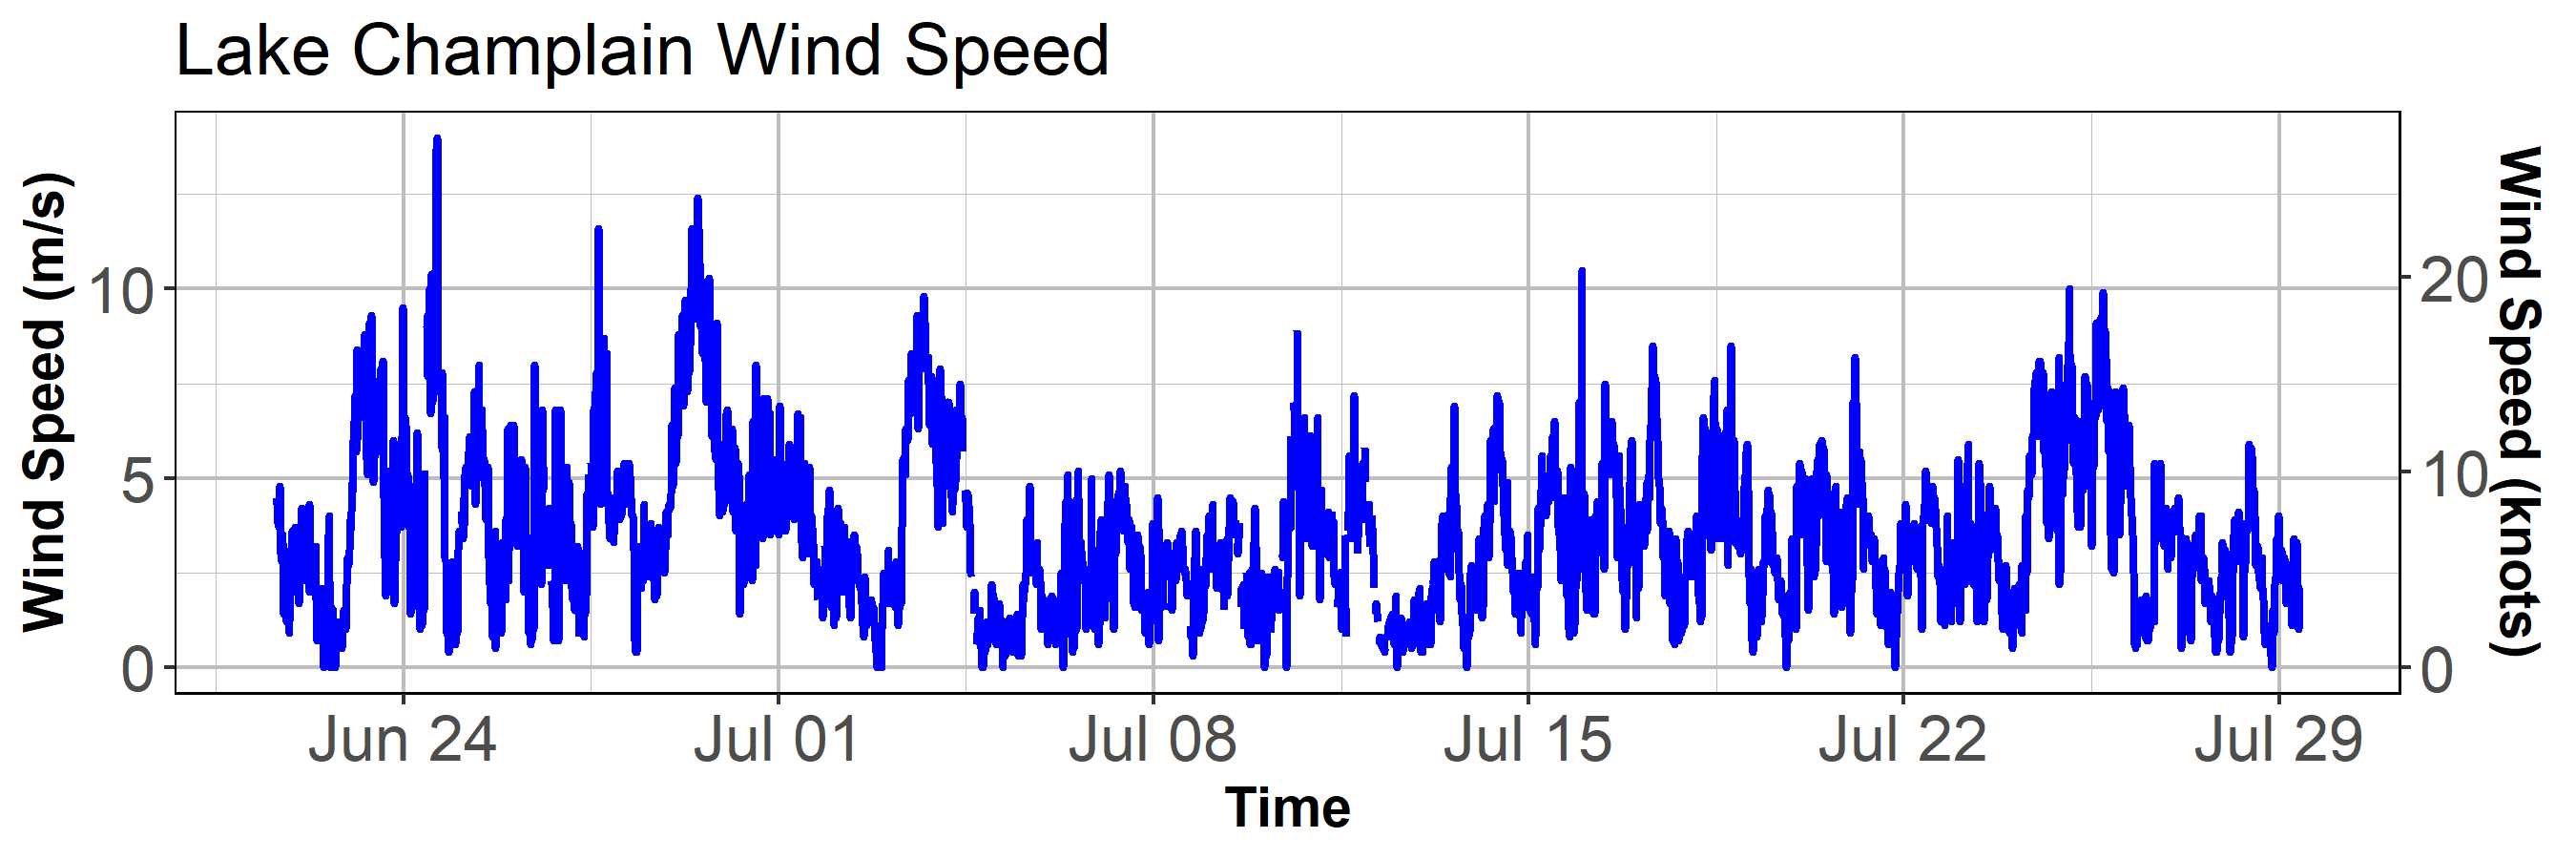 Lake Champlain Wind Speed
Wind Speed (m/s)
10
5
0
20
10
0
Wind Speed (knots)
Jun 24
Jul 01
Jul 08
Jul 15
Jul 22
Jul 29
Time